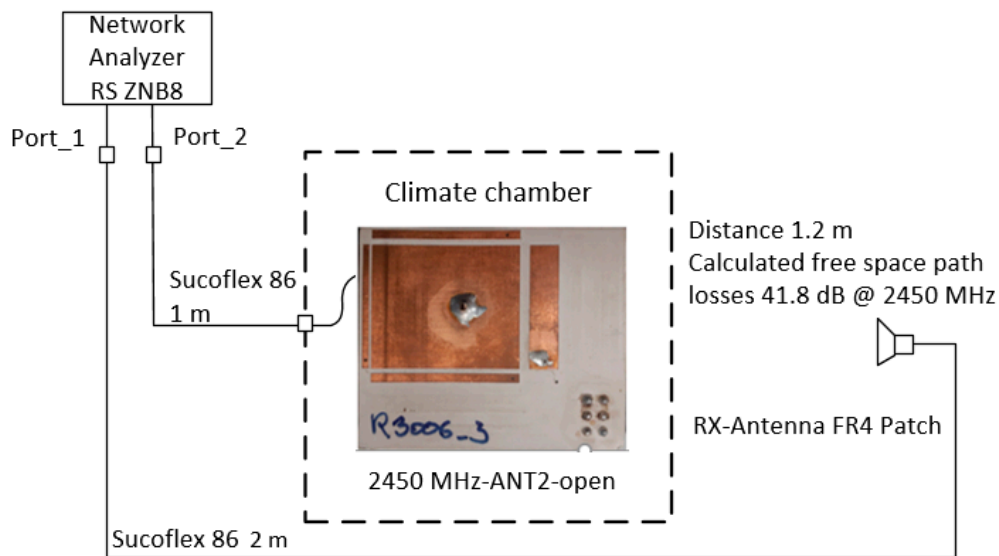 Network
Analyzer
RS ZNB8
Port_1
Port_2
Climate chamber
Distance 1.2 m
Calculated free space path
losses 41.8 dB @ 2450 MHz
Sucoflex 86
1 m
R3006_3
RX-Antenna FR4 Patch
2450 MHz-ANT2-open
Sucoflex 86 2 m